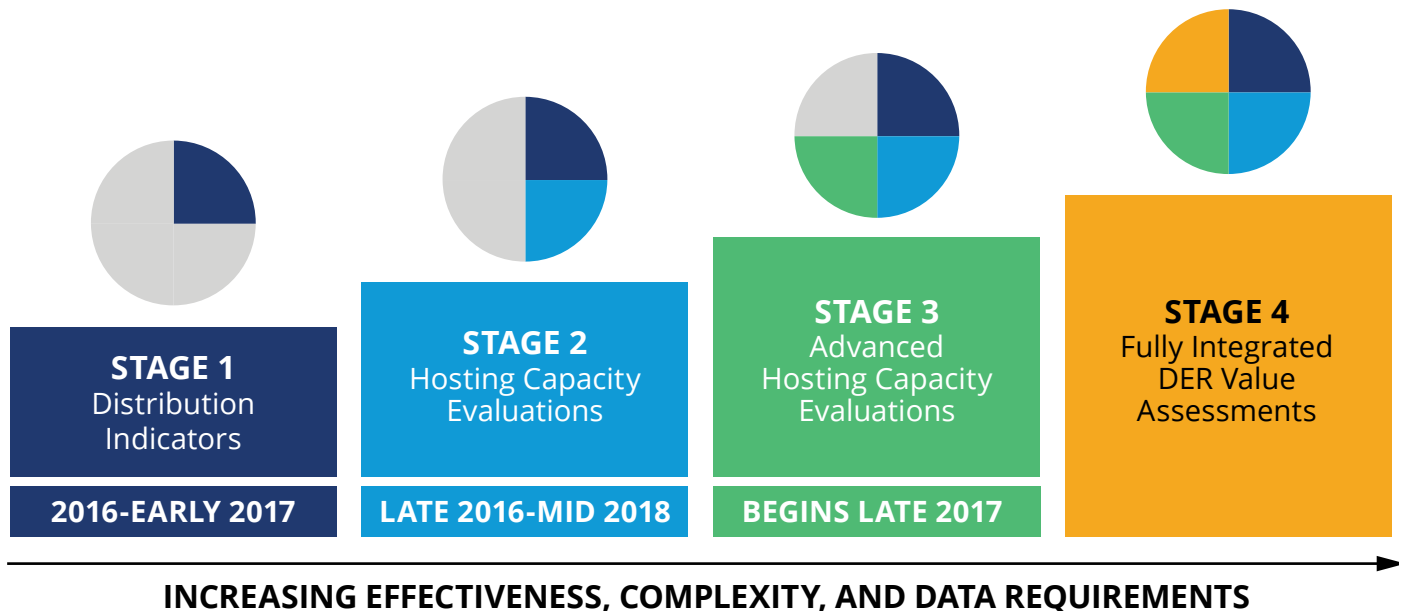 STAGE 1
Distribution
Indicators
2016-EARLY 2017
STAGE 2
Hosting Capacity
Evaluations
LATE 2016-MID 2018
STAGE 3
Advanced
Hosting Capacity
Evaluations
BEGINS LATE 2017
STAGE 4
Fully Integrated
DER Value
Assessments
INCREASING EFFECTIVENESS, COMPLEXITY, AND DATA REQUIREMENTS